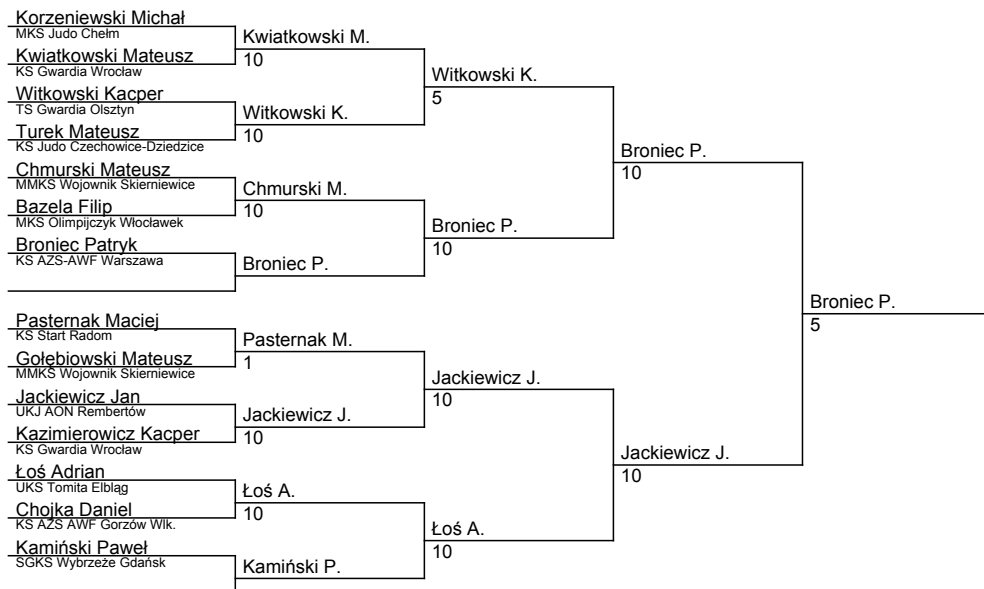 Korzeniewski Michał
MKS Judo Chełm
Kwiatkowski Mateusz
KS Gwardia Wrocław
Witkowski Kacper
TS Gwardia Olsztyn
Turek Mateusz
KS Judo Czechowice-Dziedzice
Chmurski Mateusz
MMKS Wojownik Skierniewice
Bazela Filip
MKS Olimpijczyk Włocławek
Broniec Patryk
KS AZS-AWF Warszawa
Pasternak Maciej
KS Start Radom
Gołębiowski Mateusz
MMKS Wojownik Skierniewice
Jackiewicz Jan
UKJ AON Rembertów
Kazimierowicz Kacper
KS Gwardia Wrocław
Łoś Adrian
UKS Tomita Elbląg
Chojka Daniel
KS AZS AWF Gorzów Wlk.
Kamiński Paweł
SGKS Wybrzeże Gdańsk
Kwiatkowski M.
10
Witkowski K.
10
Chmurski M.
10
Broniec P.
Pasternak M.
1
Jackiewicz J.
10
Łoś A.
10
Kamiński P.
Witkowski K.
5
Broniec P.
10
Jackiewicz J.
10
Łoś A.
10
Broniec P.
10
Jackiewicz J.
10
Broniec P.
5